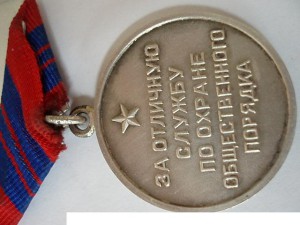 ЗА ОТЛИЧНУЮ
СЛУЖБУ
ПО ОХРАНЕ
ОБЩЕСТВЕННОГО
ПОРЯДКА